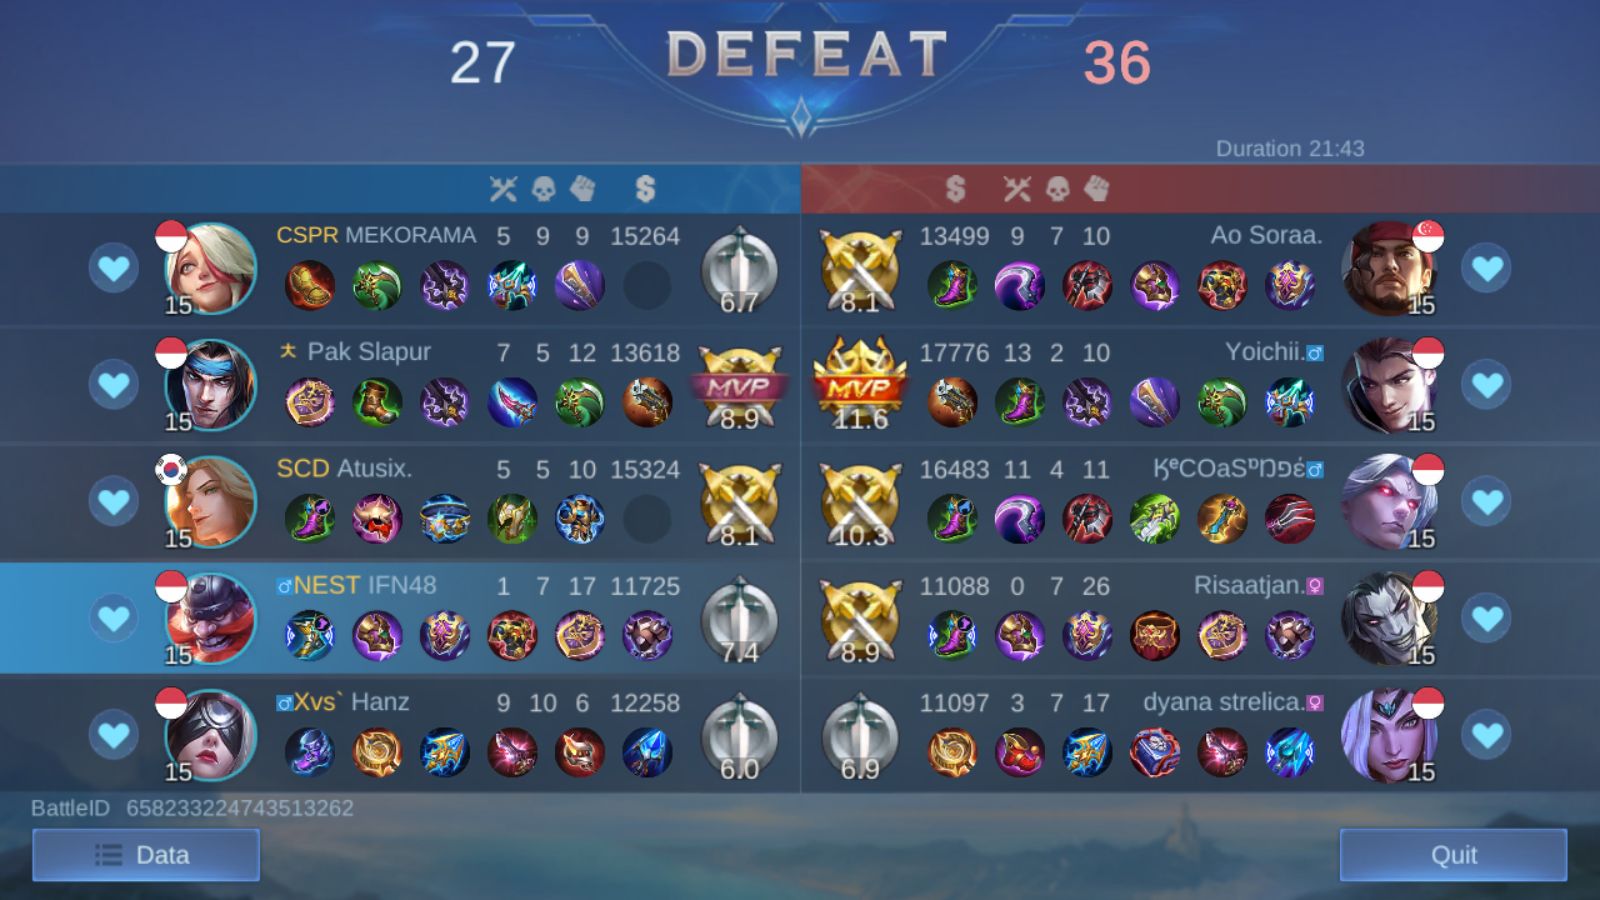 27 DEFEAT 36
Duration 21:43
CSPR MEKORAMA 5 9 9 15264
15 6.7
13499 9 7 10 Ao Soraa.
8.1 15
大 Pak Slapur 7 5 12 13618
15 MVP 8.9
17776 13 2 10 Yoichii.♂
MVP 11.6 15
SCD Atusix. 5 5 10 15324
15 8.1
16483 11 4 11
10.3 15
♂NEST IFN48 1 7 17 11725
15 7.4
11088 0 7 26 Risaatjan.♀
8.9 15
♂Xvs` Hanz 9 10 6 12258
15 6.0
11097 3 7 17 dyana strelica.♀
6.9 15
BattleID 658233224743513262
Data
Quit